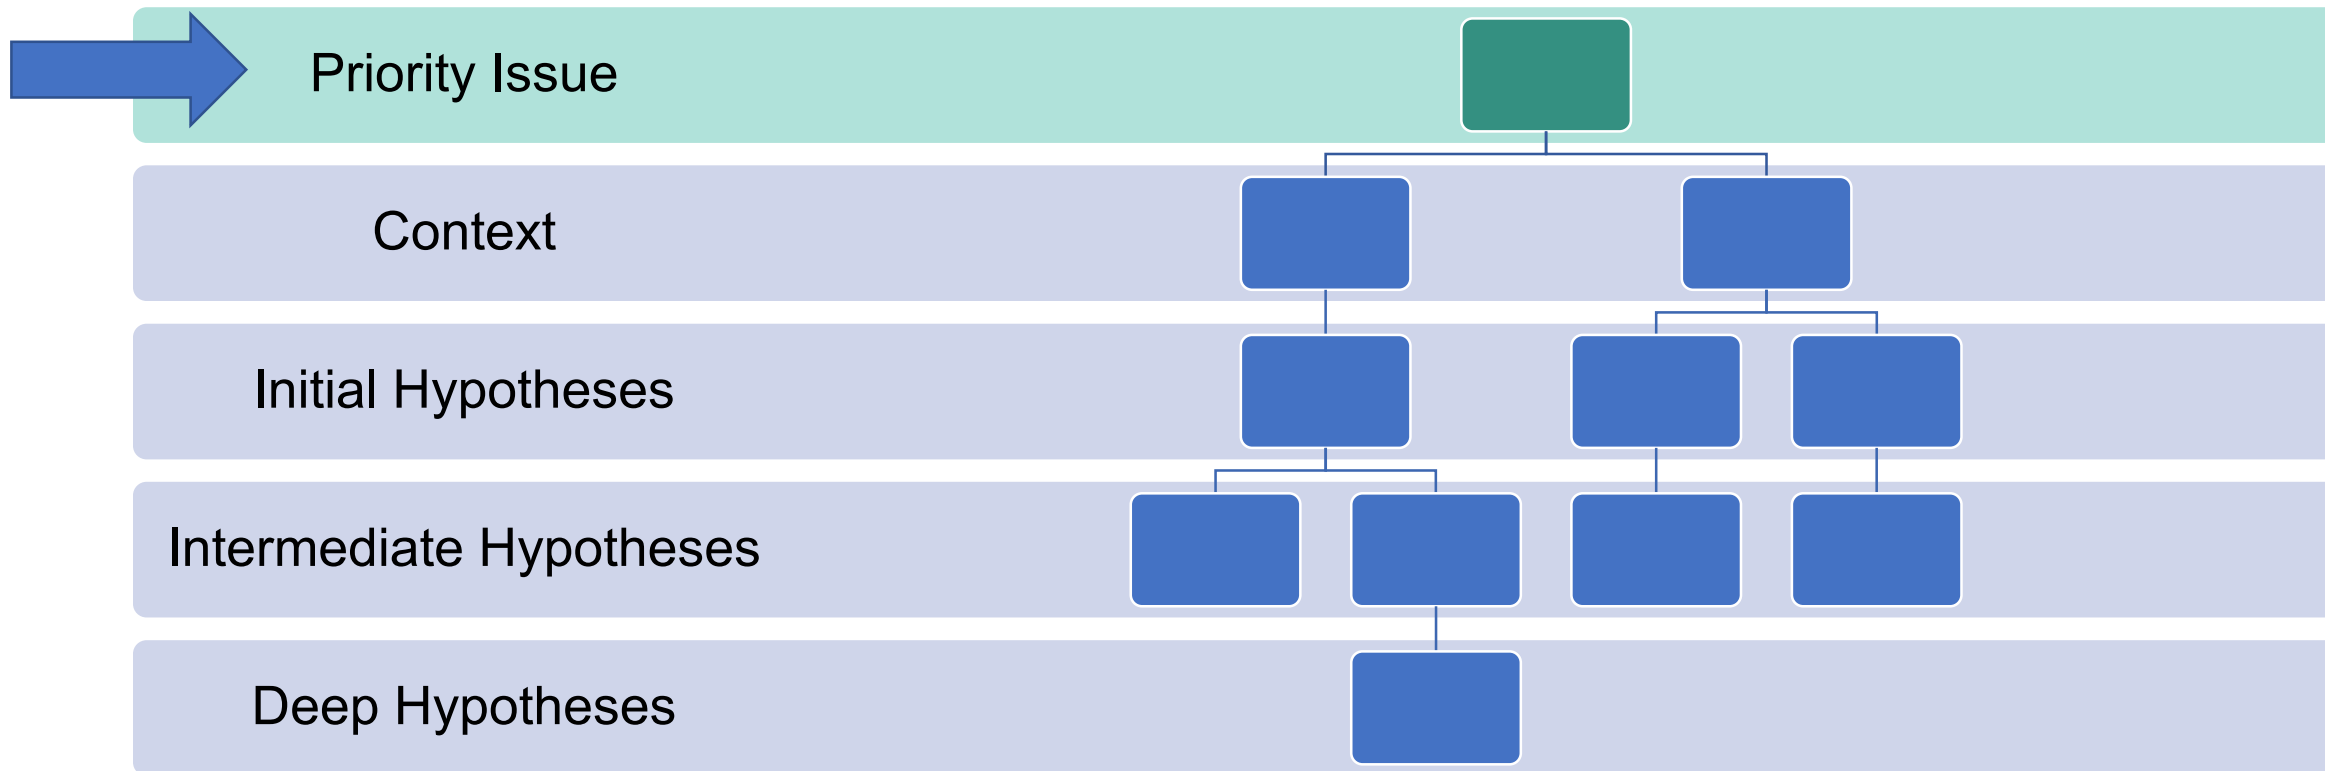 Priority Issue
Context
Initial Hypotheses
Intermediate Hypotheses
Deep Hypotheses